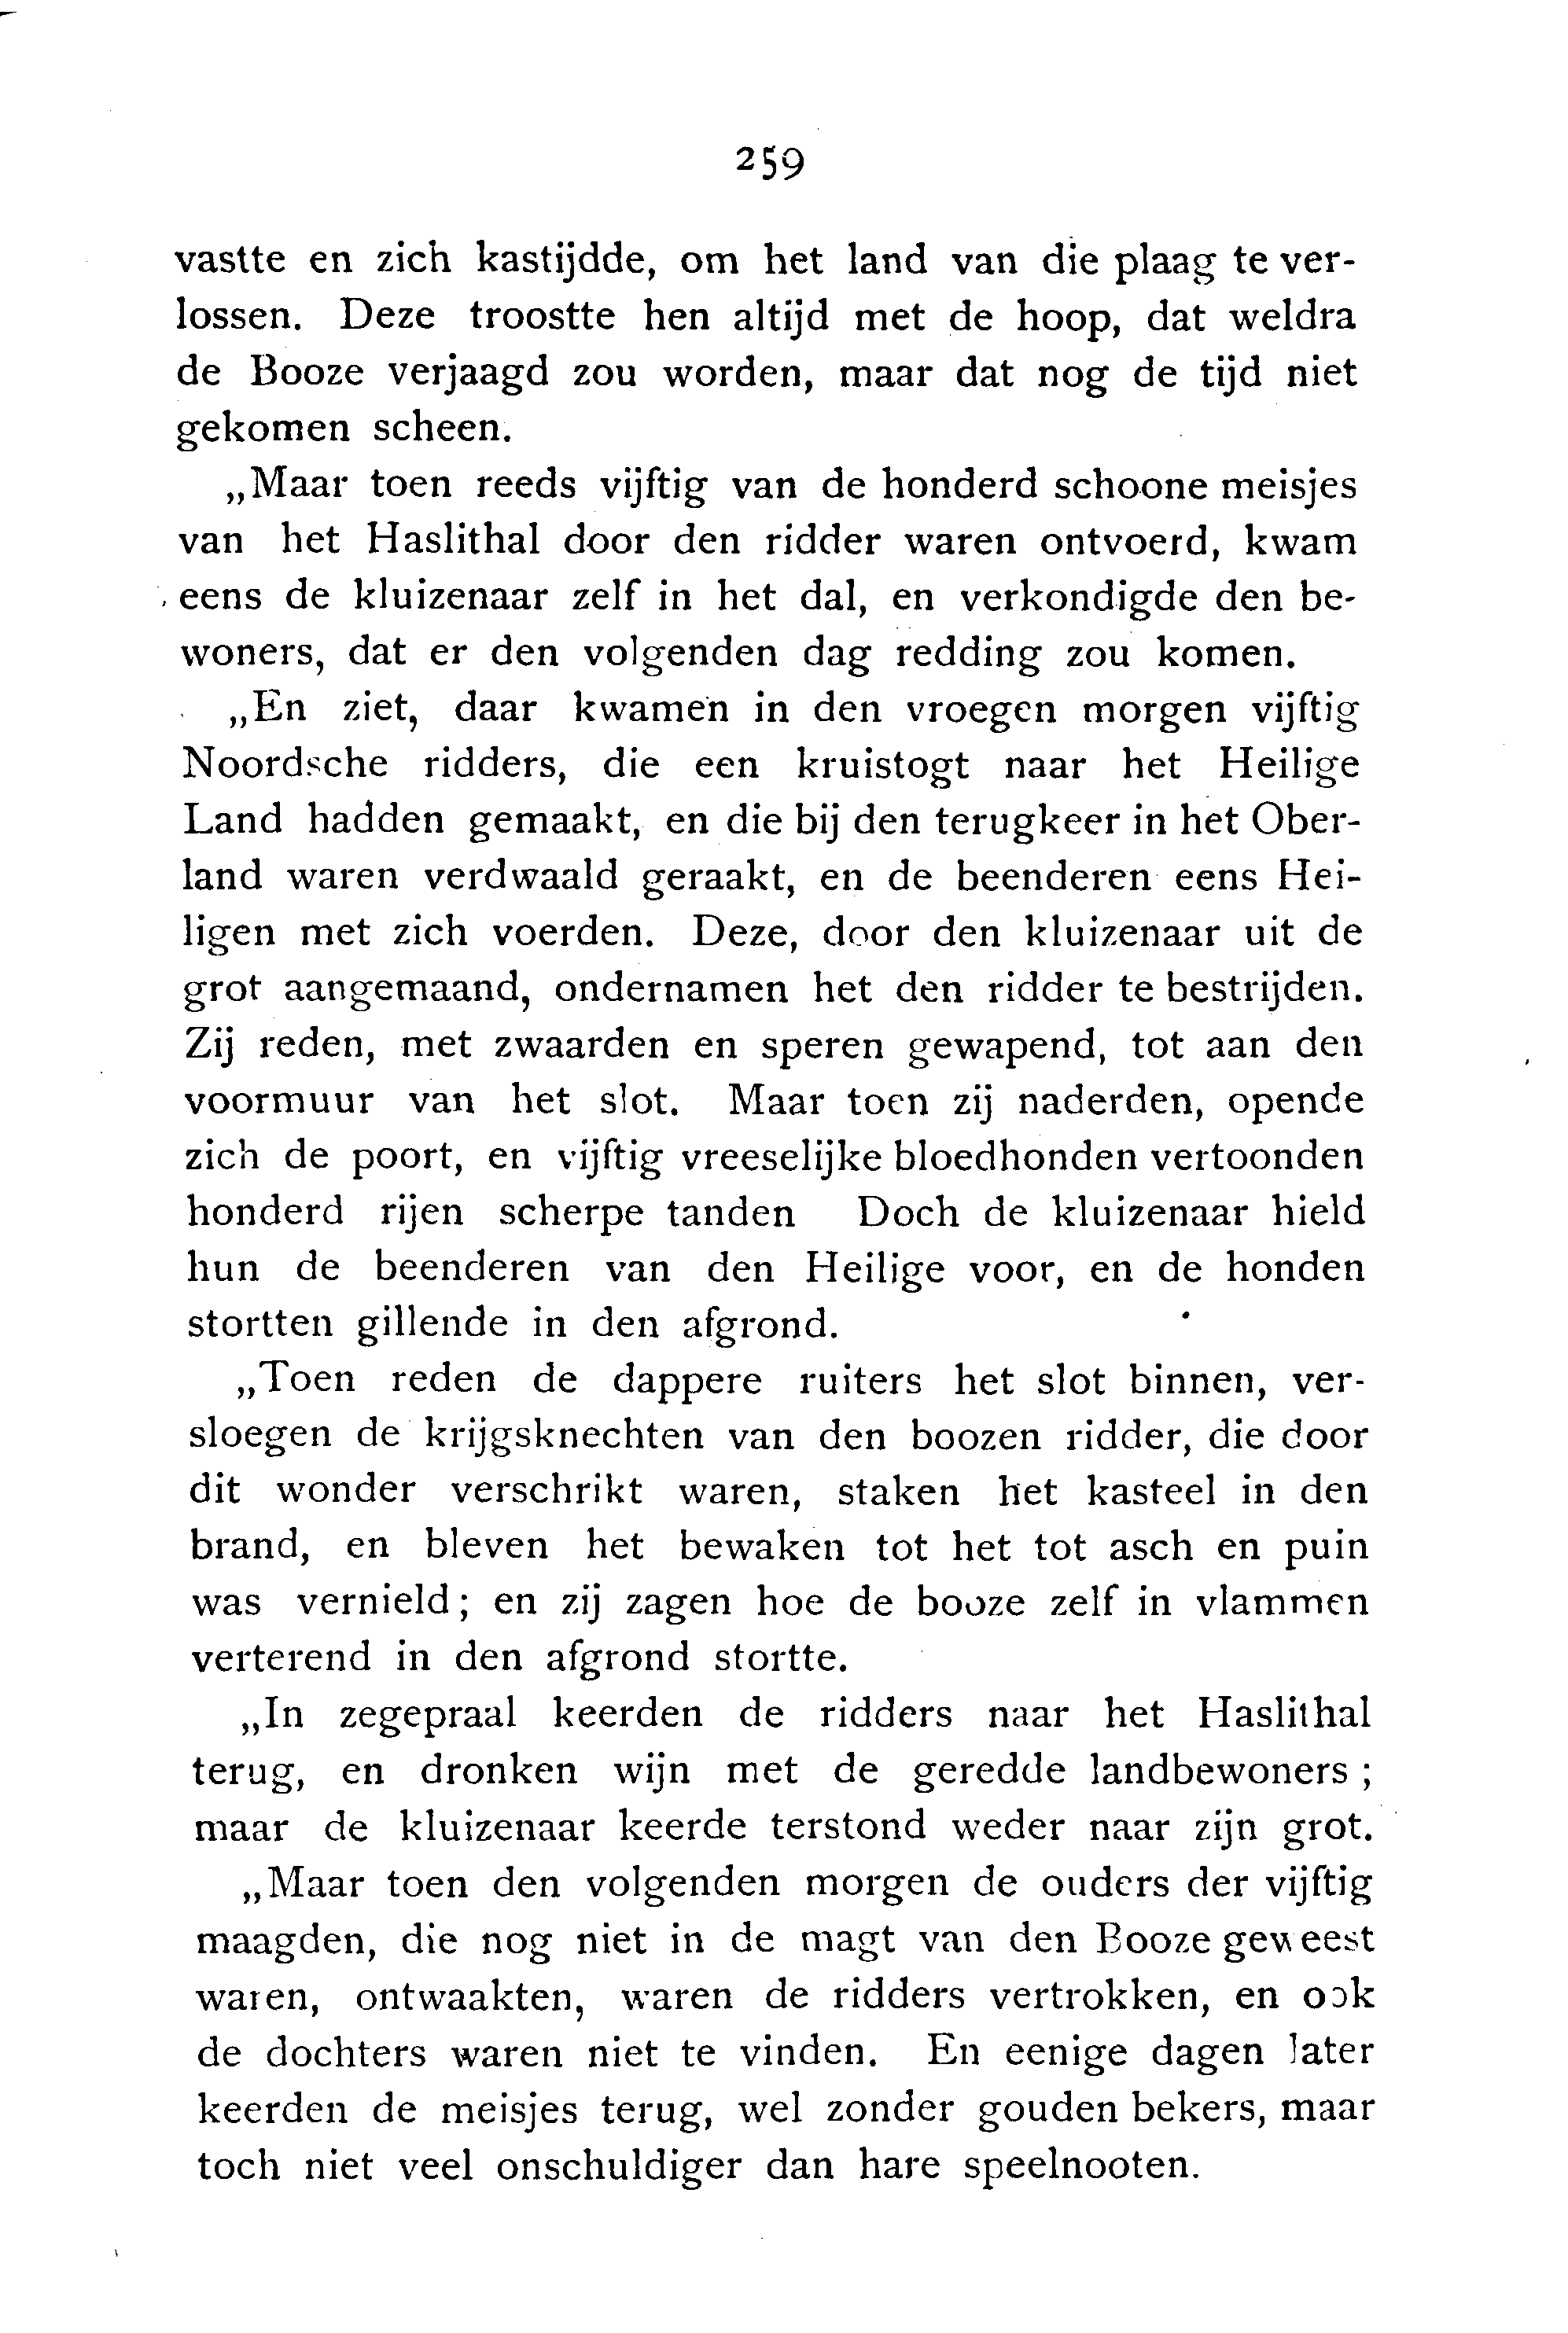 259
vastte en zich kastijdde, om het land van die plaag te ver-
lossen. Deze troostte hen altijd met de hoop, dat weldra
de Booze verjaagd zou worden, maar dat nog de tijd niet
gekomen scheen.
„Maar toen reeds vijftig van de honderd schoone meisjes
van het Haslithal door den ridder waren ontvoerd, kwam
eens de kluizenaar zelf in het dal, en verkondigde den be-
woners, dat er den volgenden dag redding zou komen.
„En ziet, daar kwamen in den vroegen morgen vijftig
Noordsche ridders, die een kruistogt naar het Heilige
Land hadden gemaakt, en die bij den terugkeer in het Ober-
land waren verdwaald geraakt, en de beenderen eens Hei-
ligen met zich voerden. Deze, door den kluizenaar uit de
grot aangemaand, ondernamen het den ridder te bestrijden.
Zij reden, met zwaarden en speren gewapend, tot aan den
voormuur van het slot. Maar toen zij naderden, opende
zich de poort, en vijftig vreeselijke bloedhonden vertoonden
honderd rijen scherpe tanden Doch de kluizenaar hield
hun de beenderen van den Heilige voor, en de honden
stortten gillende in den afgrond.
„Toen reden de dappere ruiters het slot binnen, ver-
sloegen de krijgsknechten van den boozen ridder, die door
dit wonder verschrikt waren, staken het kasteel in den
brand, en bleven het bewaken tot het tot asch en puin
was vernield; en zij zagen hoe de booze zelf in vlammen
verterend in den afgrond stortte.
„In zegepraal keerden de ridders naar het Haslithal
terug, en dronken wijn met de geredde landbewoners;
maar de kluizenaar keerde terstond weder naar zijn grot.
„Maar toen den volgenden morgen de ouders der vijftig
maagden, die nog niet in de magt van den Booze geweest
waren, ontwaakten, waren de ridders vertrokken, en ook
de dochters waren niet te vinden. En eenige dagen later
keerden de meisjes terug, wel zonder gouden bekers, maar
toch niet veel onschuldiger dan hare speelnooten.